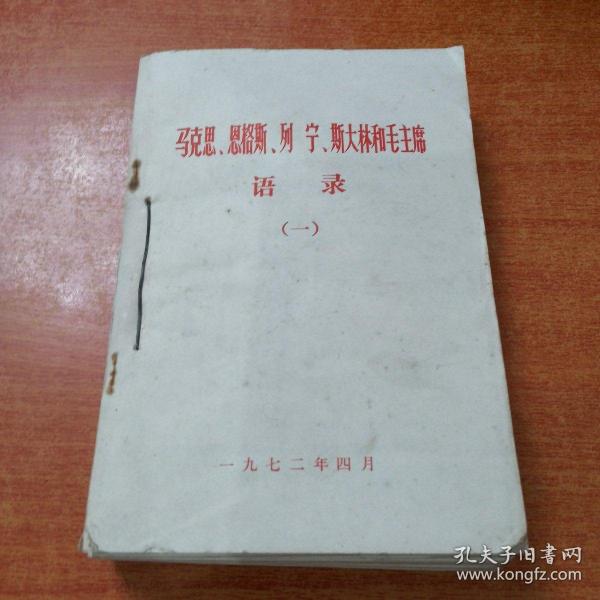 马克思、恩格斯、列 宁、斯大林和毛主席
语 录
(一)
一九七二年四月
孔夫子旧書网
www.kongfz.com